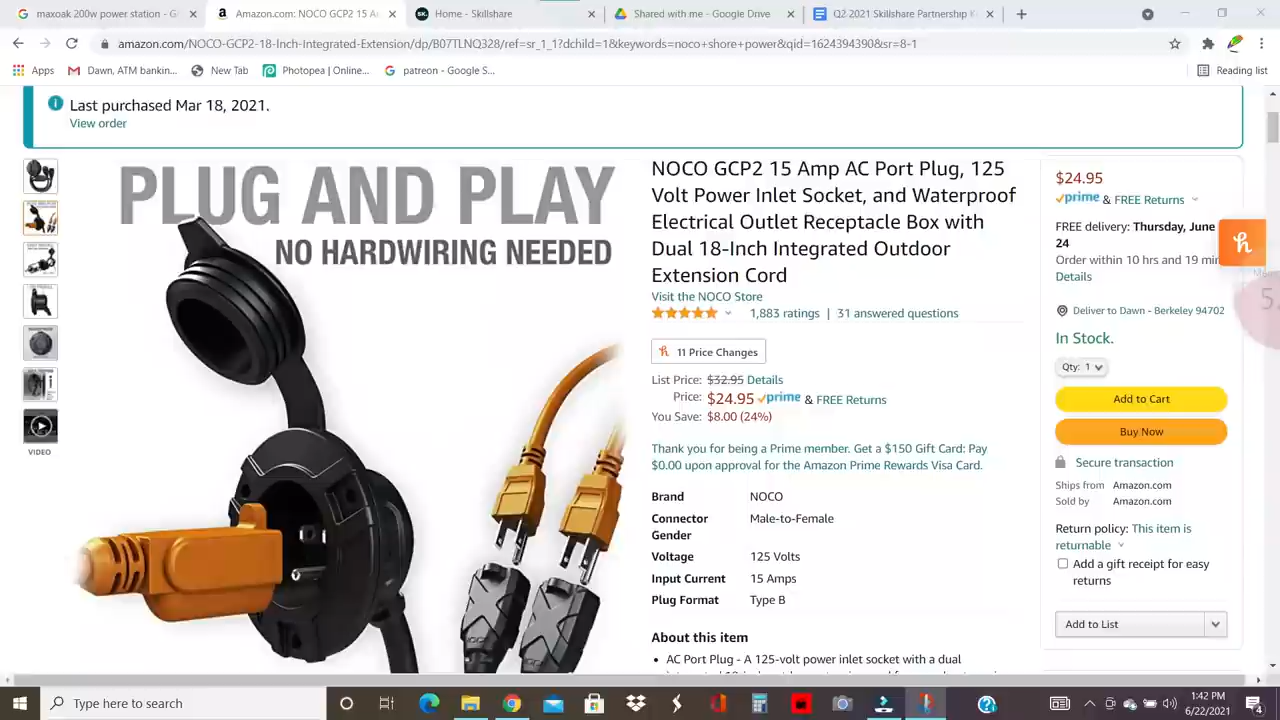 maxoak 200w power station - G
Amazon.com: NOCO GCP2 15 A
Home - Skillshare
Shared with me - Google Drive
Q2 2021 Skillshare Partnership K
amazon.com/NOCO-GCP2-18-Inch-Integrated-Extension/dp/B07TLNQ328/ref=sr_1_1?dchild=1&keywords=noco+shore+power&qid=1624394390&sr=8-1
Apps
Dawn, ATM bankin...
New Tab
Photopea | Online...
patreon - Google S...
Reading list
Last purchased Mar 18, 2021.
View order
PLUG AND PLAY
NO HARDWIRING NEEDED
VIDEO
NOCO GCP2 15 Amp AC Port Plug, 125
Volt Power Inlet Socket, and Waterproof
Electrical Outlet Receptacle Box with
Dual 18-Inch Integrated Outdoor
Extension Cord
Visit the NOCO Store
1,883 ratings | 31 answered questions
11 Price Changes
List Price: $32.95 Details
Price: $24.95 prime & FREE Returns
You Save: $8.00 (24%)
Thank you for being a Prime member. Get a $150 Gift Card: Pay
$0.00 upon approval for the Amazon Prime Rewards Visa Card.
Brand NOCO
Connector Gender Male-to-Female
Voltage 125 Volts
Input Current 15 Amps
Plug Format Type B
About this item
• AC Port Plug - A 125-volt power inlet socket with a dual
$24.95
prime & FREE Returns
FREE delivery: Thursday, June
24
Order within 10 hrs and 19 min
Details
Deliver to Dawn - Berkeley 94702
In Stock.
Qty: 1
Add to Cart
Buy Now
Secure transaction
Ships from Amazon.com
Sold by Amazon.com
Return policy: This item is
returnable
Add a gift receipt for easy
returns
Add to List
5
Type here to search
1:42 PM
6/22/2021
4